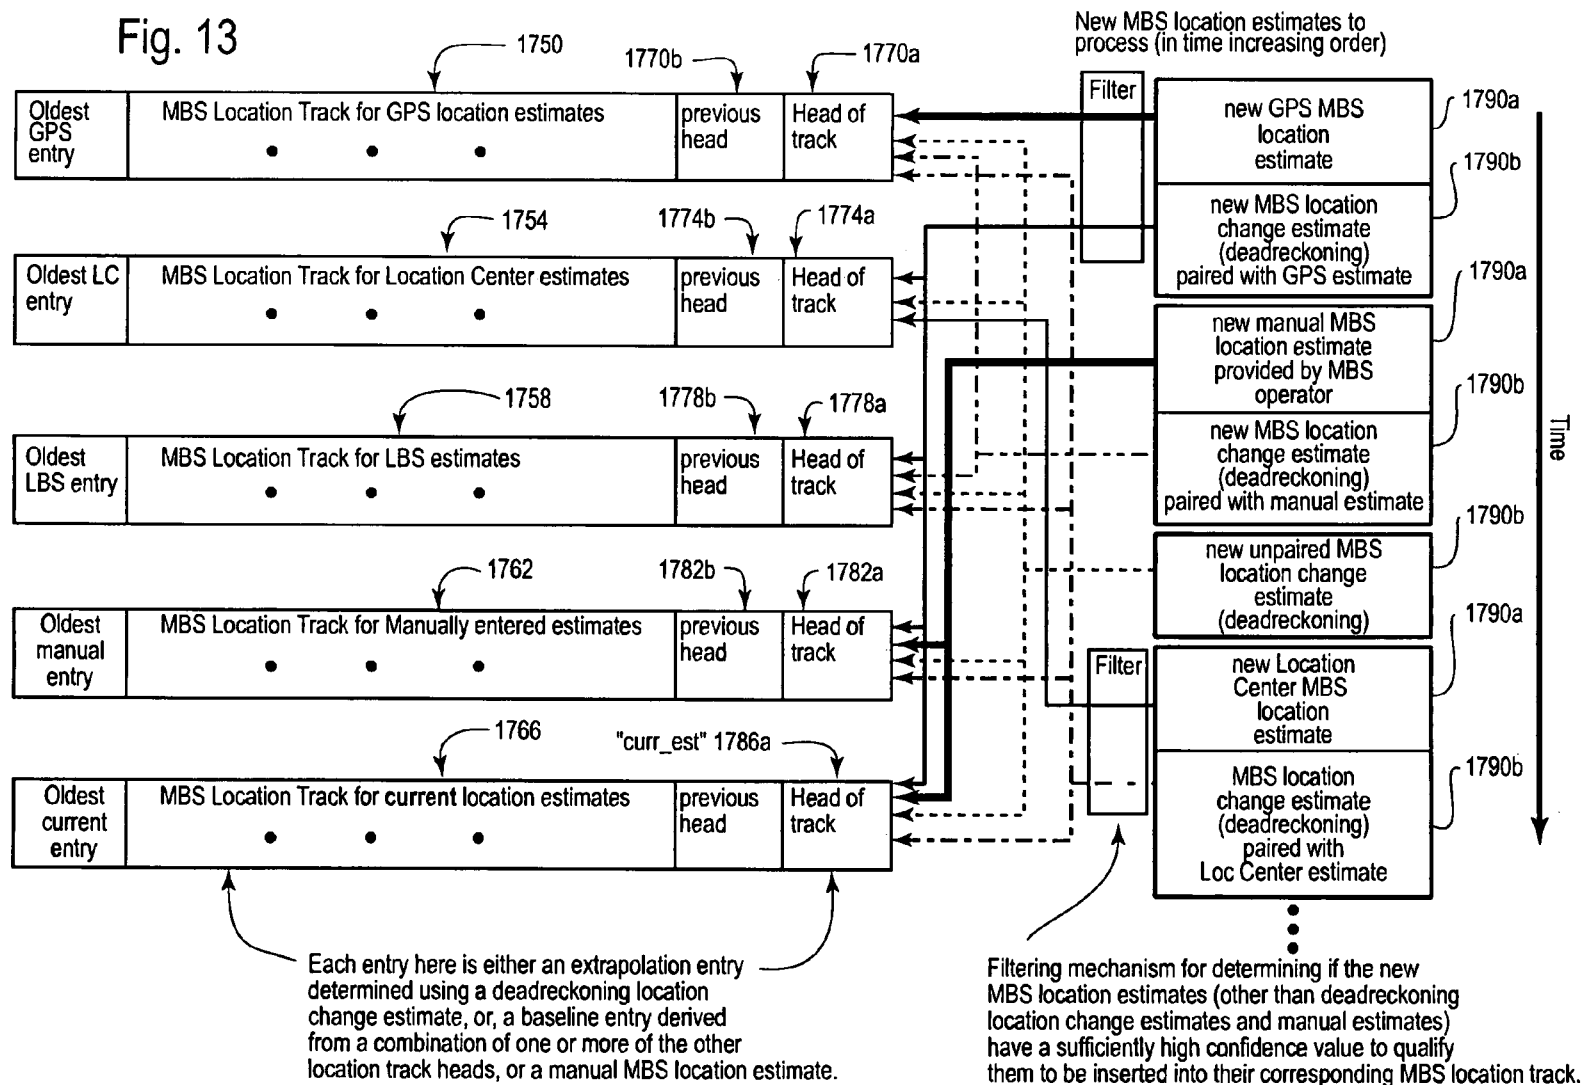 Fig. 13
1750
1770b
1770a
New MBS location estimates to
process (in time increasing order)
Oldest
GPS
entry
MBS Location Track for GPS location estimates
previous
head
Head of
track
Filter
new GPS MBS
location
estimate
1790a
1790b
new MBS location
change estimate
(deadreckoning)
paired with GPS estimate
1754
1774b
1774a
Oldest LC
entry
MBS Location Track for Location Center estimates
previous
head
Head of
track
1790a
new manual MBS
location estimate
provided by MBS
operator
1790b
new MBS location
change estimate
(deadreckoning)
paired with manual estimate
Time
1758
1778b
1778a
Oldest
LBS entry
MBS Location Track for LBS estimates
previous
head
Head of
track
1790b
new unpaired MBS
location change
estimate
(deadreckoning)
1762
1782b
1782a
Oldest
manual
entry
MBS Location Track for Manually entered estimates
previous
head
Head of
track
1790a
Filter
new Location
Center MBS
location
estimate
1790b
MBS location
change estimate
(deadreckoning)
paired with
Loc Center estimate
1766
"curr_est" 1786a
Oldest
current
entry
MBS Location Track for current location estimates
previous
head
Head of
track
Each entry here is either an extrapolation entry
determined using a deadreckoning location
change estimate, or, a baseline entry derived
from a combination of one or more of the other
location track heads, or a manual MBS location estimate.
Filtering mechanism for determining if the new
MBS location estimates (other than deadreckoning
location change estimates and manual estimates)
have a sufficiently high confidence value to qualify
them to be inserted into their corresponding MBS location track.